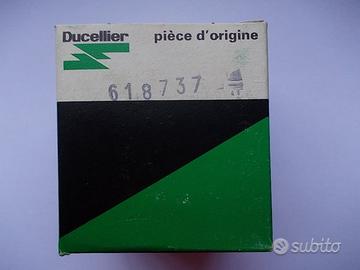 Ducellier pièce d'origine
618737
subito